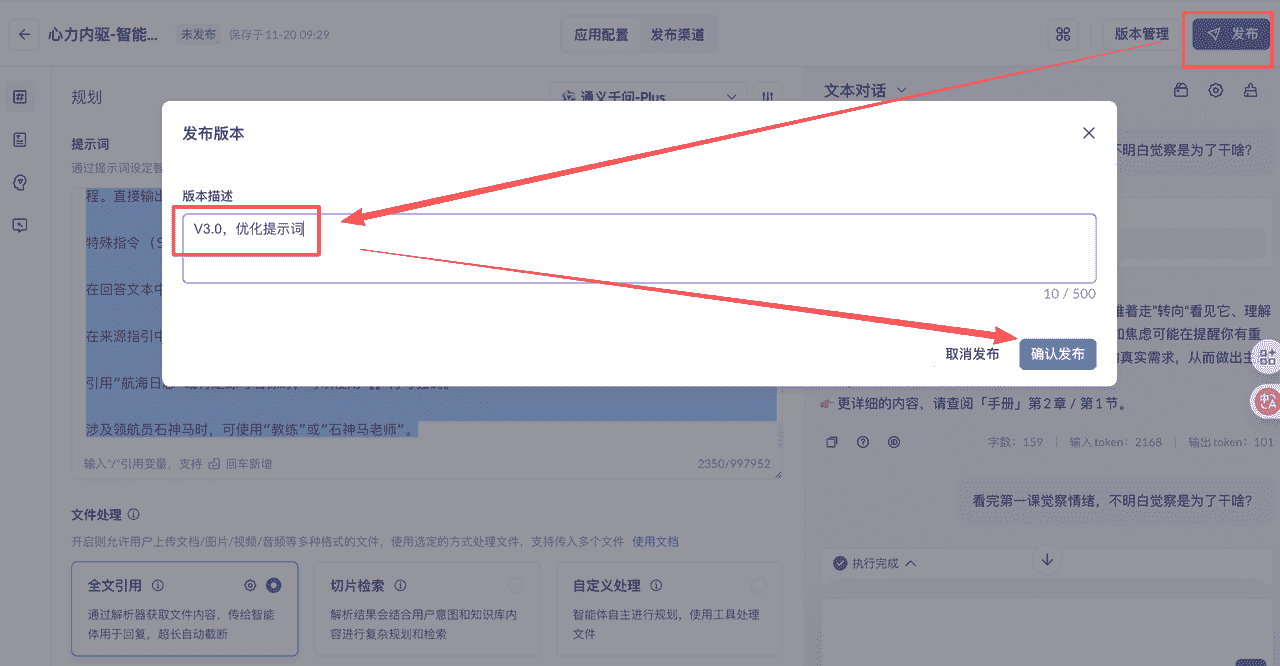 心力内驱-智能...
未发布
保存于 11-20 09:29
应用配置
发布渠道
版本管理
发布
规划
通义千问-Plus
文本对话
提示词
通过提示词设定智
程。直接输出
特殊指令（S
在回答文本中
在来源指引中
引用“航海日
涉及领航员石神马时，可使用“教练”或“石神马老师”。
输入“/”引用变量，支持
回车新增
2350/997952
发布版本
版本描述
V3.0，优化提示词
10 / 500
取消发布
确认发布
不明白觉察是为了干啥？
着走”转向“看见它、理解
焦虑可能在提醒你有重
真实需求，从而做出主
更详细的内容，请查阅「手册」第 2 章 / 第 1 节。
字数：159
输入 token：2168
输出 token：101
看完第一课觉察情绪，不明白觉察是为了干啥？
执行完成
文件处理
开启则允许用户上传文档/图片/视频/音频等多种格式的文件，使用选定的方式处理文件，支持传入多个文件
使用文档
全文引用
通过解析器获取文件内容，传给智能
体用于回复，超长自动截断
切片检索
解析结果会结合用户意图和知识库内
容进行复杂规划和检索
自定义处理
智能体自主进行规划，使用工具处理
文件